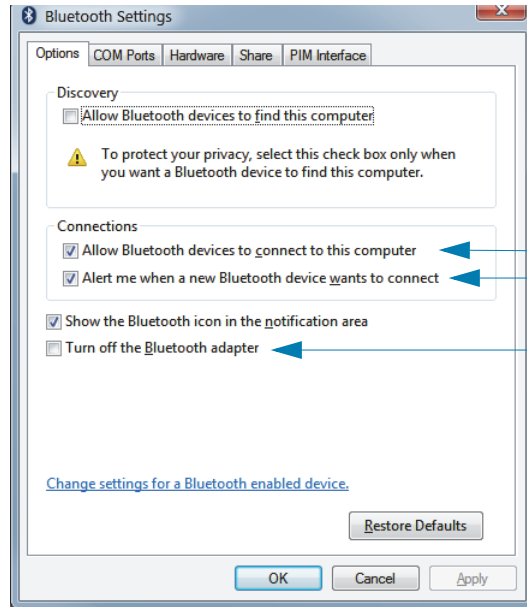 Bluetooth Settings
Options COM Ports Hardware Share PIM Interface
Discovery
Allow Bluetooth devices to find this computer
To protect your privacy, select this check box only when
you want a Bluetooth device to find this computer.
Connections
Allow Bluetooth devices to connect to this computer
Alert me when a new Bluetooth device wants to connect
Show the Bluetooth icon in the notification area
Turn off the Bluetooth adapter
Change settings for a Bluetooth enabled device.
Restore Defaults
OK Cancel Apply